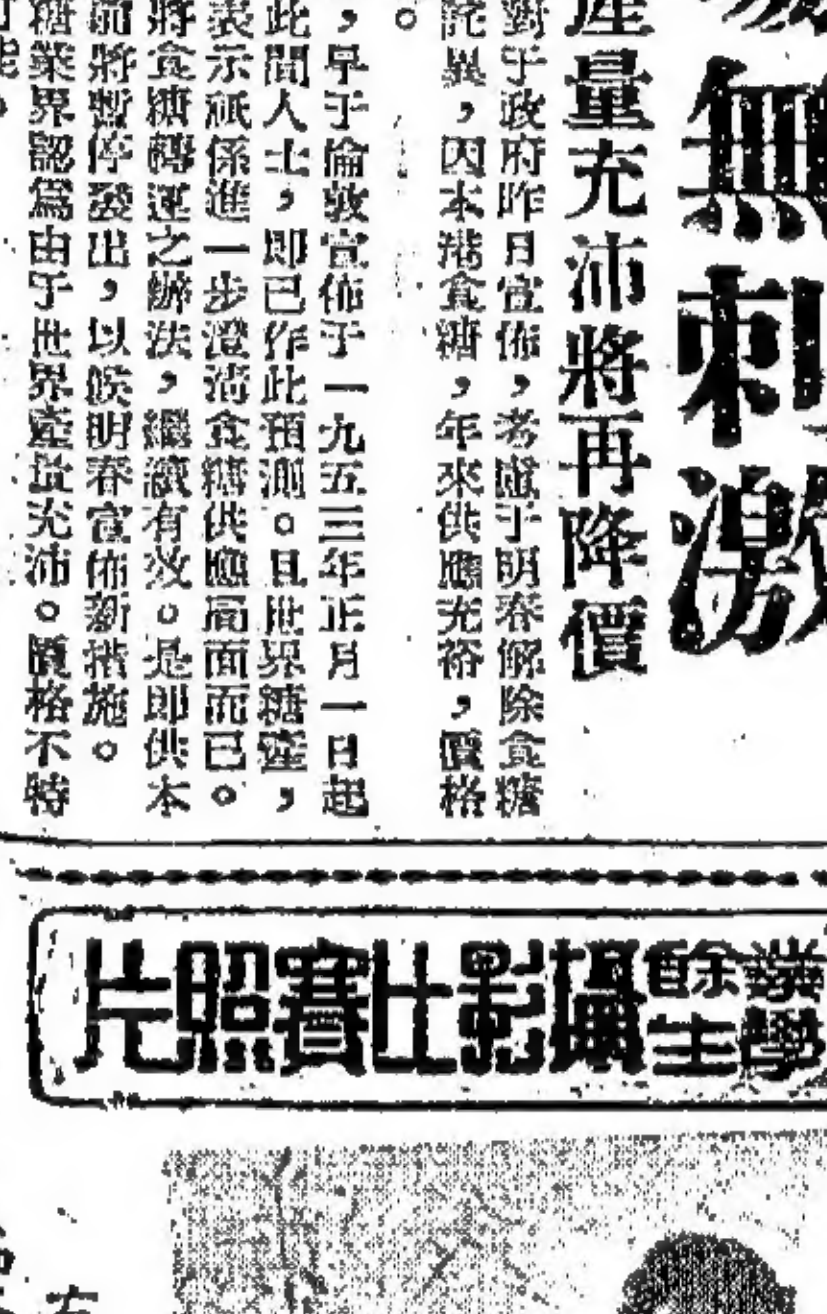 無刺激
產量充沛將再降價
對于政府昨日宣佈,考慮于明春解除食糖
詫異,因本港食糖,年來供應充裕,價格
。
,早于倫敦宣佈于一九五三年正月一日起
此間人士,即已作此預測。且世界糖產,
表示祇係進一步澄清食糖供應局面而已。
將食糖轉運之辦法,繼續有效。是即供本
前將暫停發出,以候明春宣佈新措施。
糖業界認爲由于世界產量充沛。價格不特
業餘學生攝影比賽照片